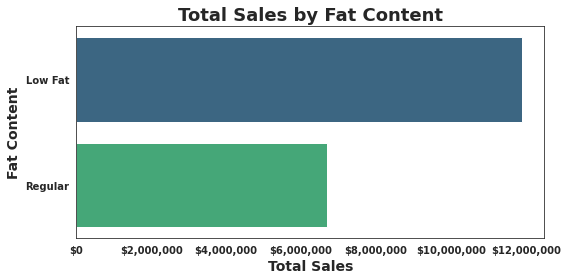 Total Sales by Fat Content
Fat Content
Low Fat
Regular
$0 $2,000,000 $4,000,000 $6,000,000 $8,000,000 $10,000,000 $12,000,000
Total Sales